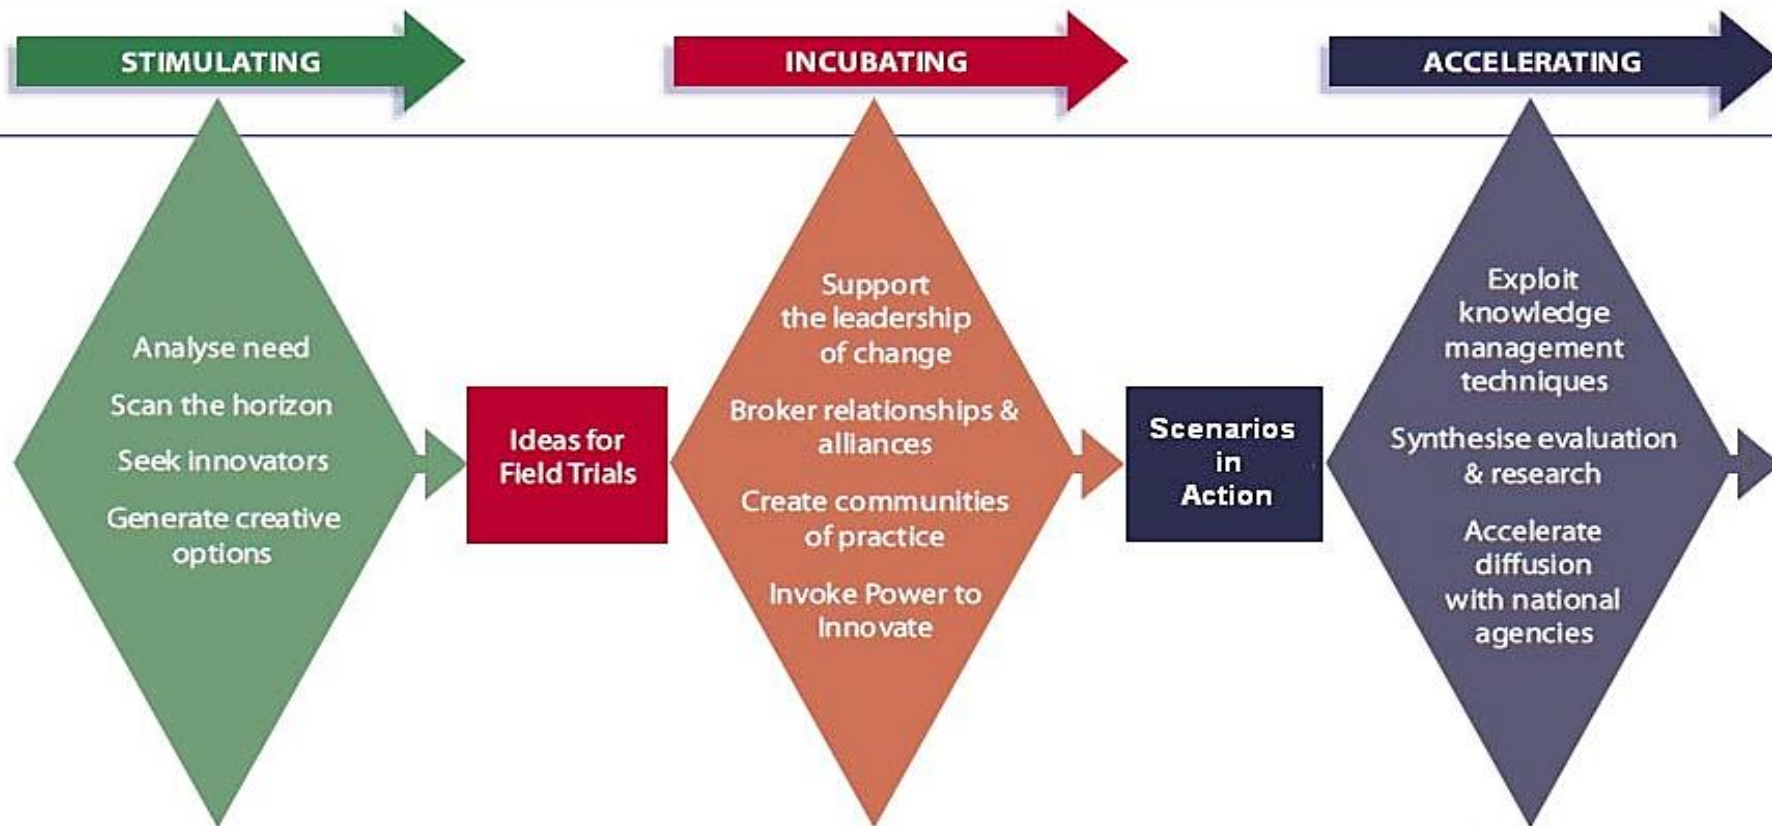 STIMULATING
INCUBATING
ACCELERATING
Analyse need
Scan the horizon
Seek innovators
Generate creative
options
Ideas for
Field Trials
Support
the leadership
of change
Broker relationships &
alliances
Create communities
of practice
Invoke Power to
Innovate
Scenarios
in
Action
Exploit
knowledge
management
techniques
Synthesise evaluation
& research
Accelerate
diffusion
with national
agencies